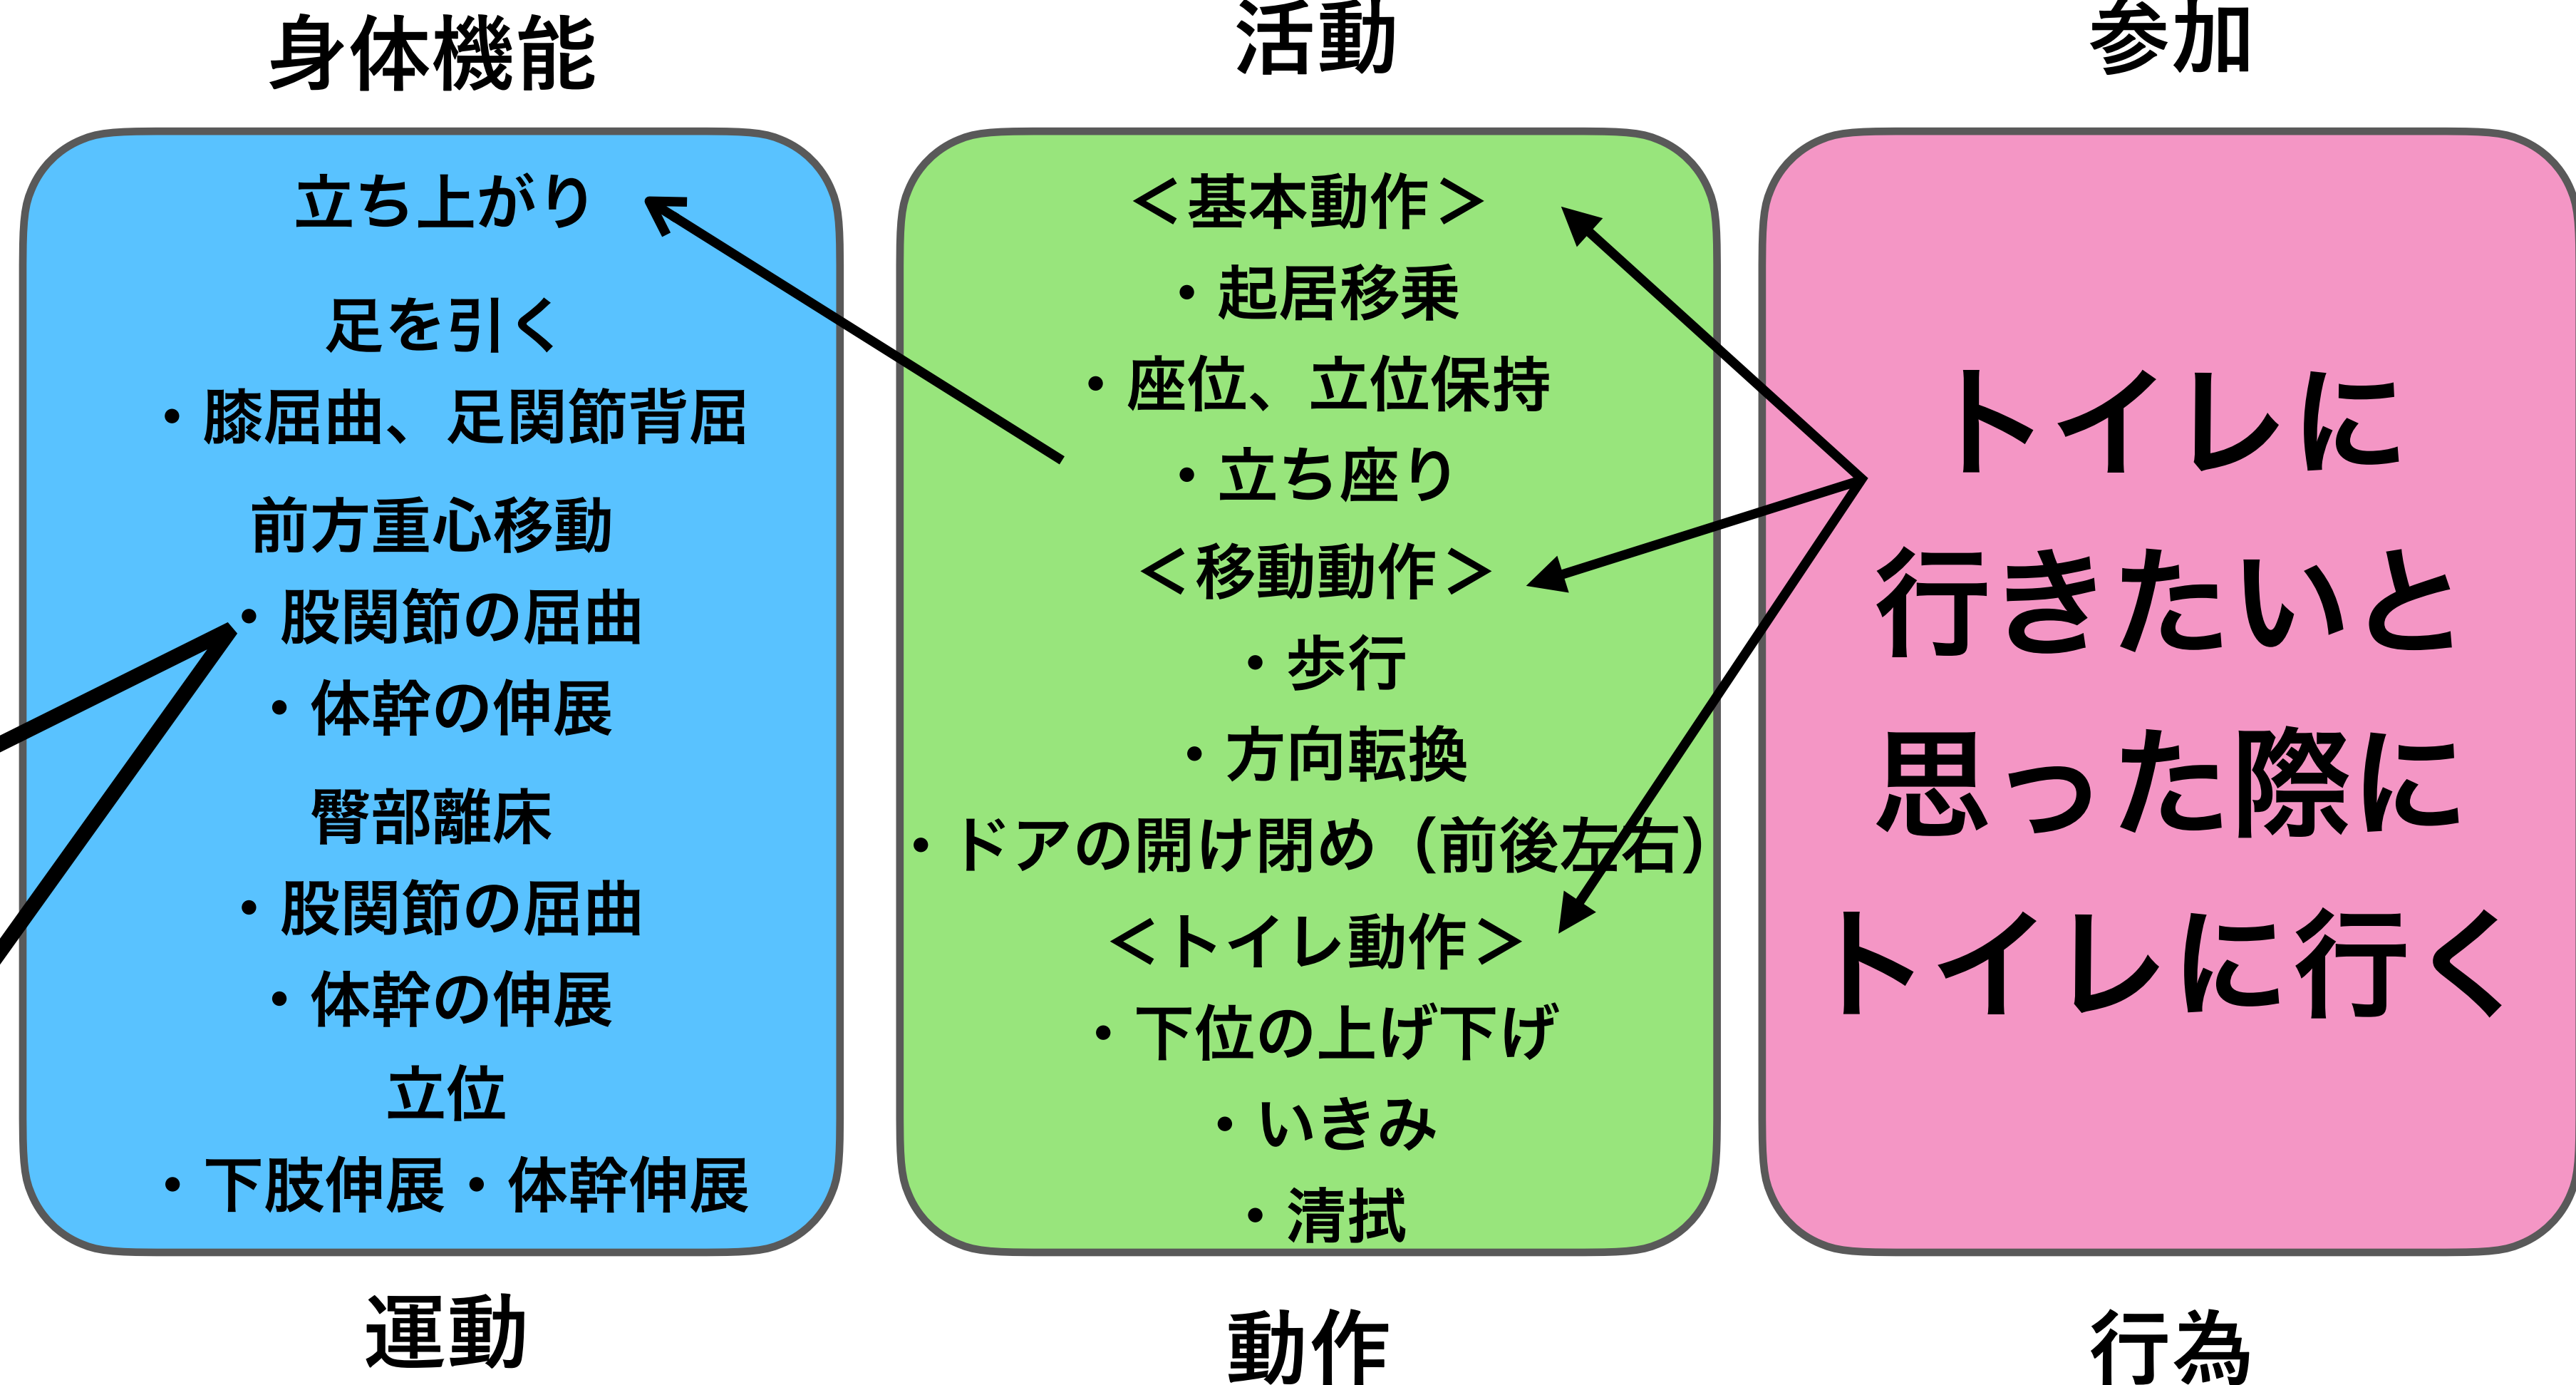 身体機能
立ち上がり
足を引く
・膝屈曲、足関節背屈
前方重心移動
・股関節の屈曲
・体幹の伸展
臀部離床
・股関節の屈曲
・体幹の伸展
立位
・下肢伸展・体幹伸展
運動
活動
＜基本動作＞
・起居移乗
・座位、立位保持
・立ち座り
＜移動動作＞
・歩行
・方向転換
・ドアの開け閉め（前後左右）
＜トイレ動作＞
・下位の上げ下げ
・いきみ
・清拭
動作
参加
トイレに
行きたいと
思った際に
トイレに行く
行為